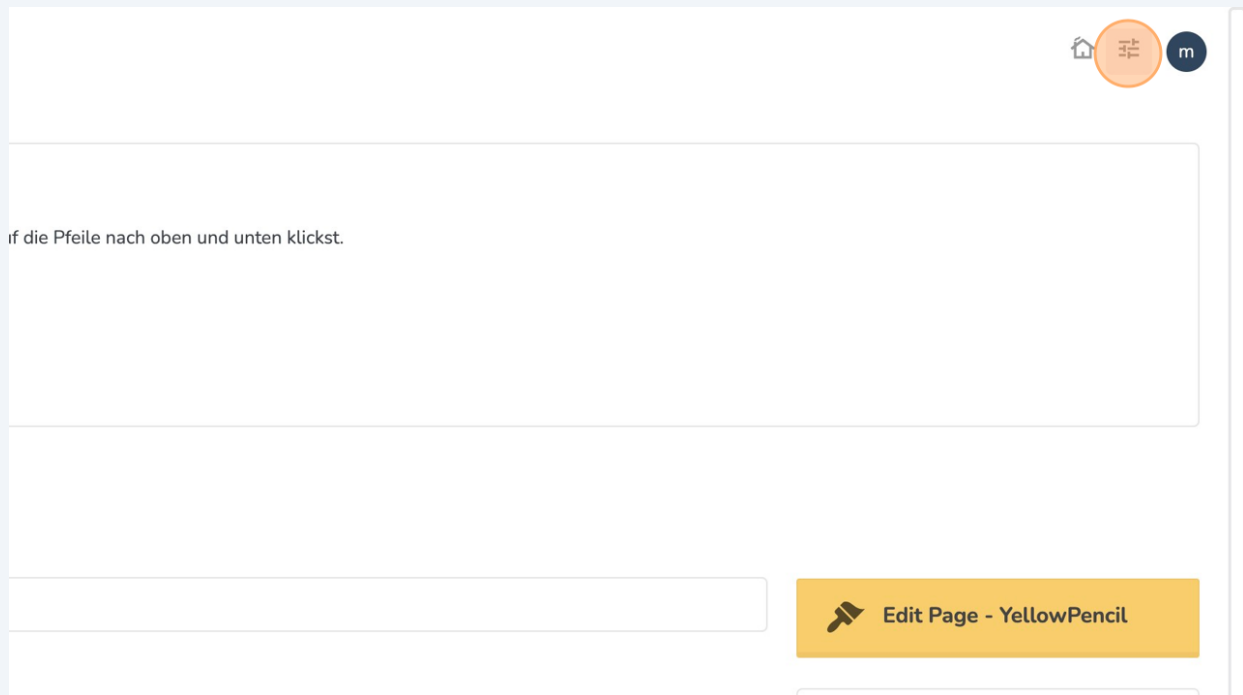 m
die Pfeile nach oben und unten klickst.
Edit Page - YellowPencil